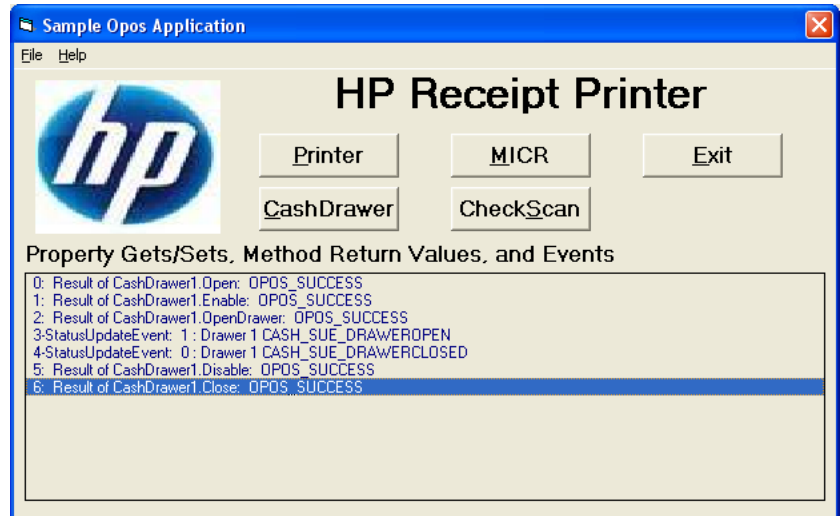 Sample Opos Application
File Help
hp
HP Receipt Printer
Printer MICR Exit
CashDrawer CheckScan
Property Gets/Sets, Method Return Values, and Events
0: Result of CashDrawer1.Open: OPOS_SUCCESS
1: Result of CashDrawer1.Enable: OPOS_SUCCESS
2: Result of CashDrawer1.OpenDrawer: OPOS_SUCCESS
3-StatusUpdateEvent: 1 : Drawer 1 CASH_SUE_DRAWEROPEN
4-StatusUpdateEvent: 0 : Drawer 1 CASH_SUE_DRAWERCLOSED
5: Result of CashDrawer1.Disable: OPOS_SUCCESS
6: Result of CashDrawer1.Close: OPOS_SUCCESS